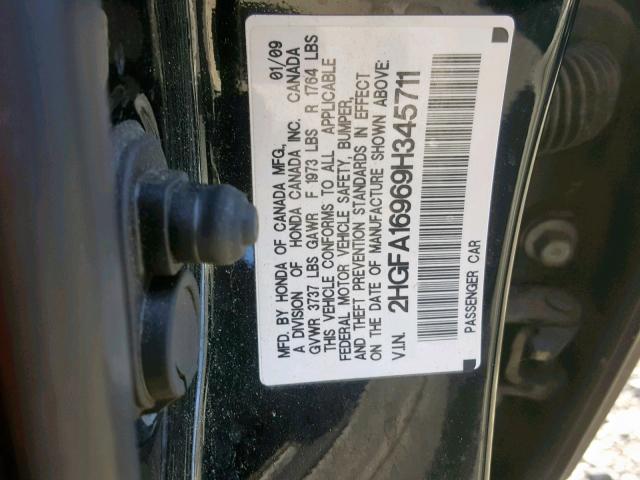 MFD. BY HONDA OF CANADA MFG., 01/09
A DIVISION OF HONDA CANADA INC. CANADA
GVWR 3737 LBS GAWR F 1973 LBS R 1764 LBS
THIS VEHICLE CONFORMS TO ALL APPLICABLE
FEDERAL MOTOR VEHICLE SAFETY, BUMPER,
AND THEFT PREVENTION STANDARDS IN EFFECT
ON THE DATE OF MANUFACTURE SHOWN ABOVE:
V.I.N. 2HGFA16969H345711
PASSENGER CAR